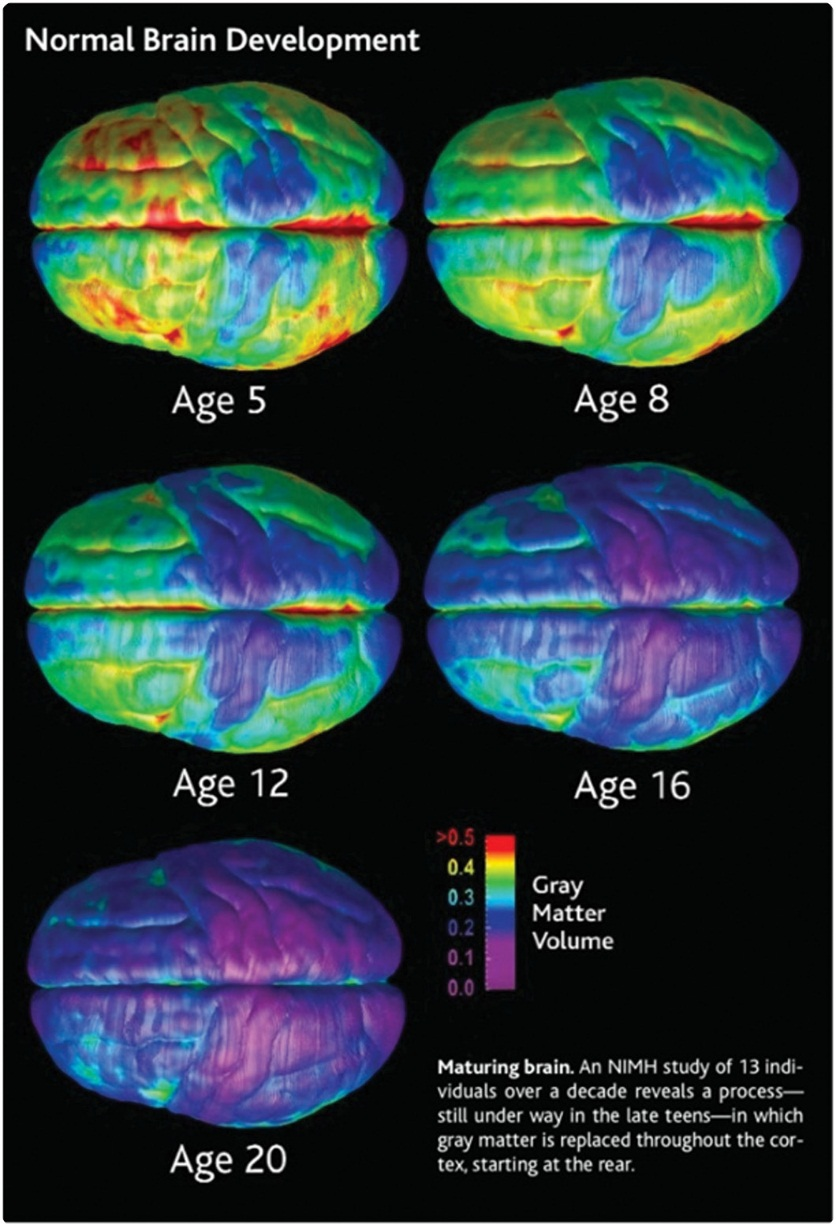 Normal Brain Development
Age 5
Age 8
Age 12
Age 16
>0.5
0.4
0.3
0.2
0.1
0.0
Gray
Matter
Volume
Age 20
Maturing brain. An NIMH study of 13 indi-
viduals over a decade reveals a process—
still under way in the late teens—in which
gray matter is replaced throughout the cor-
tex, starting at the rear.